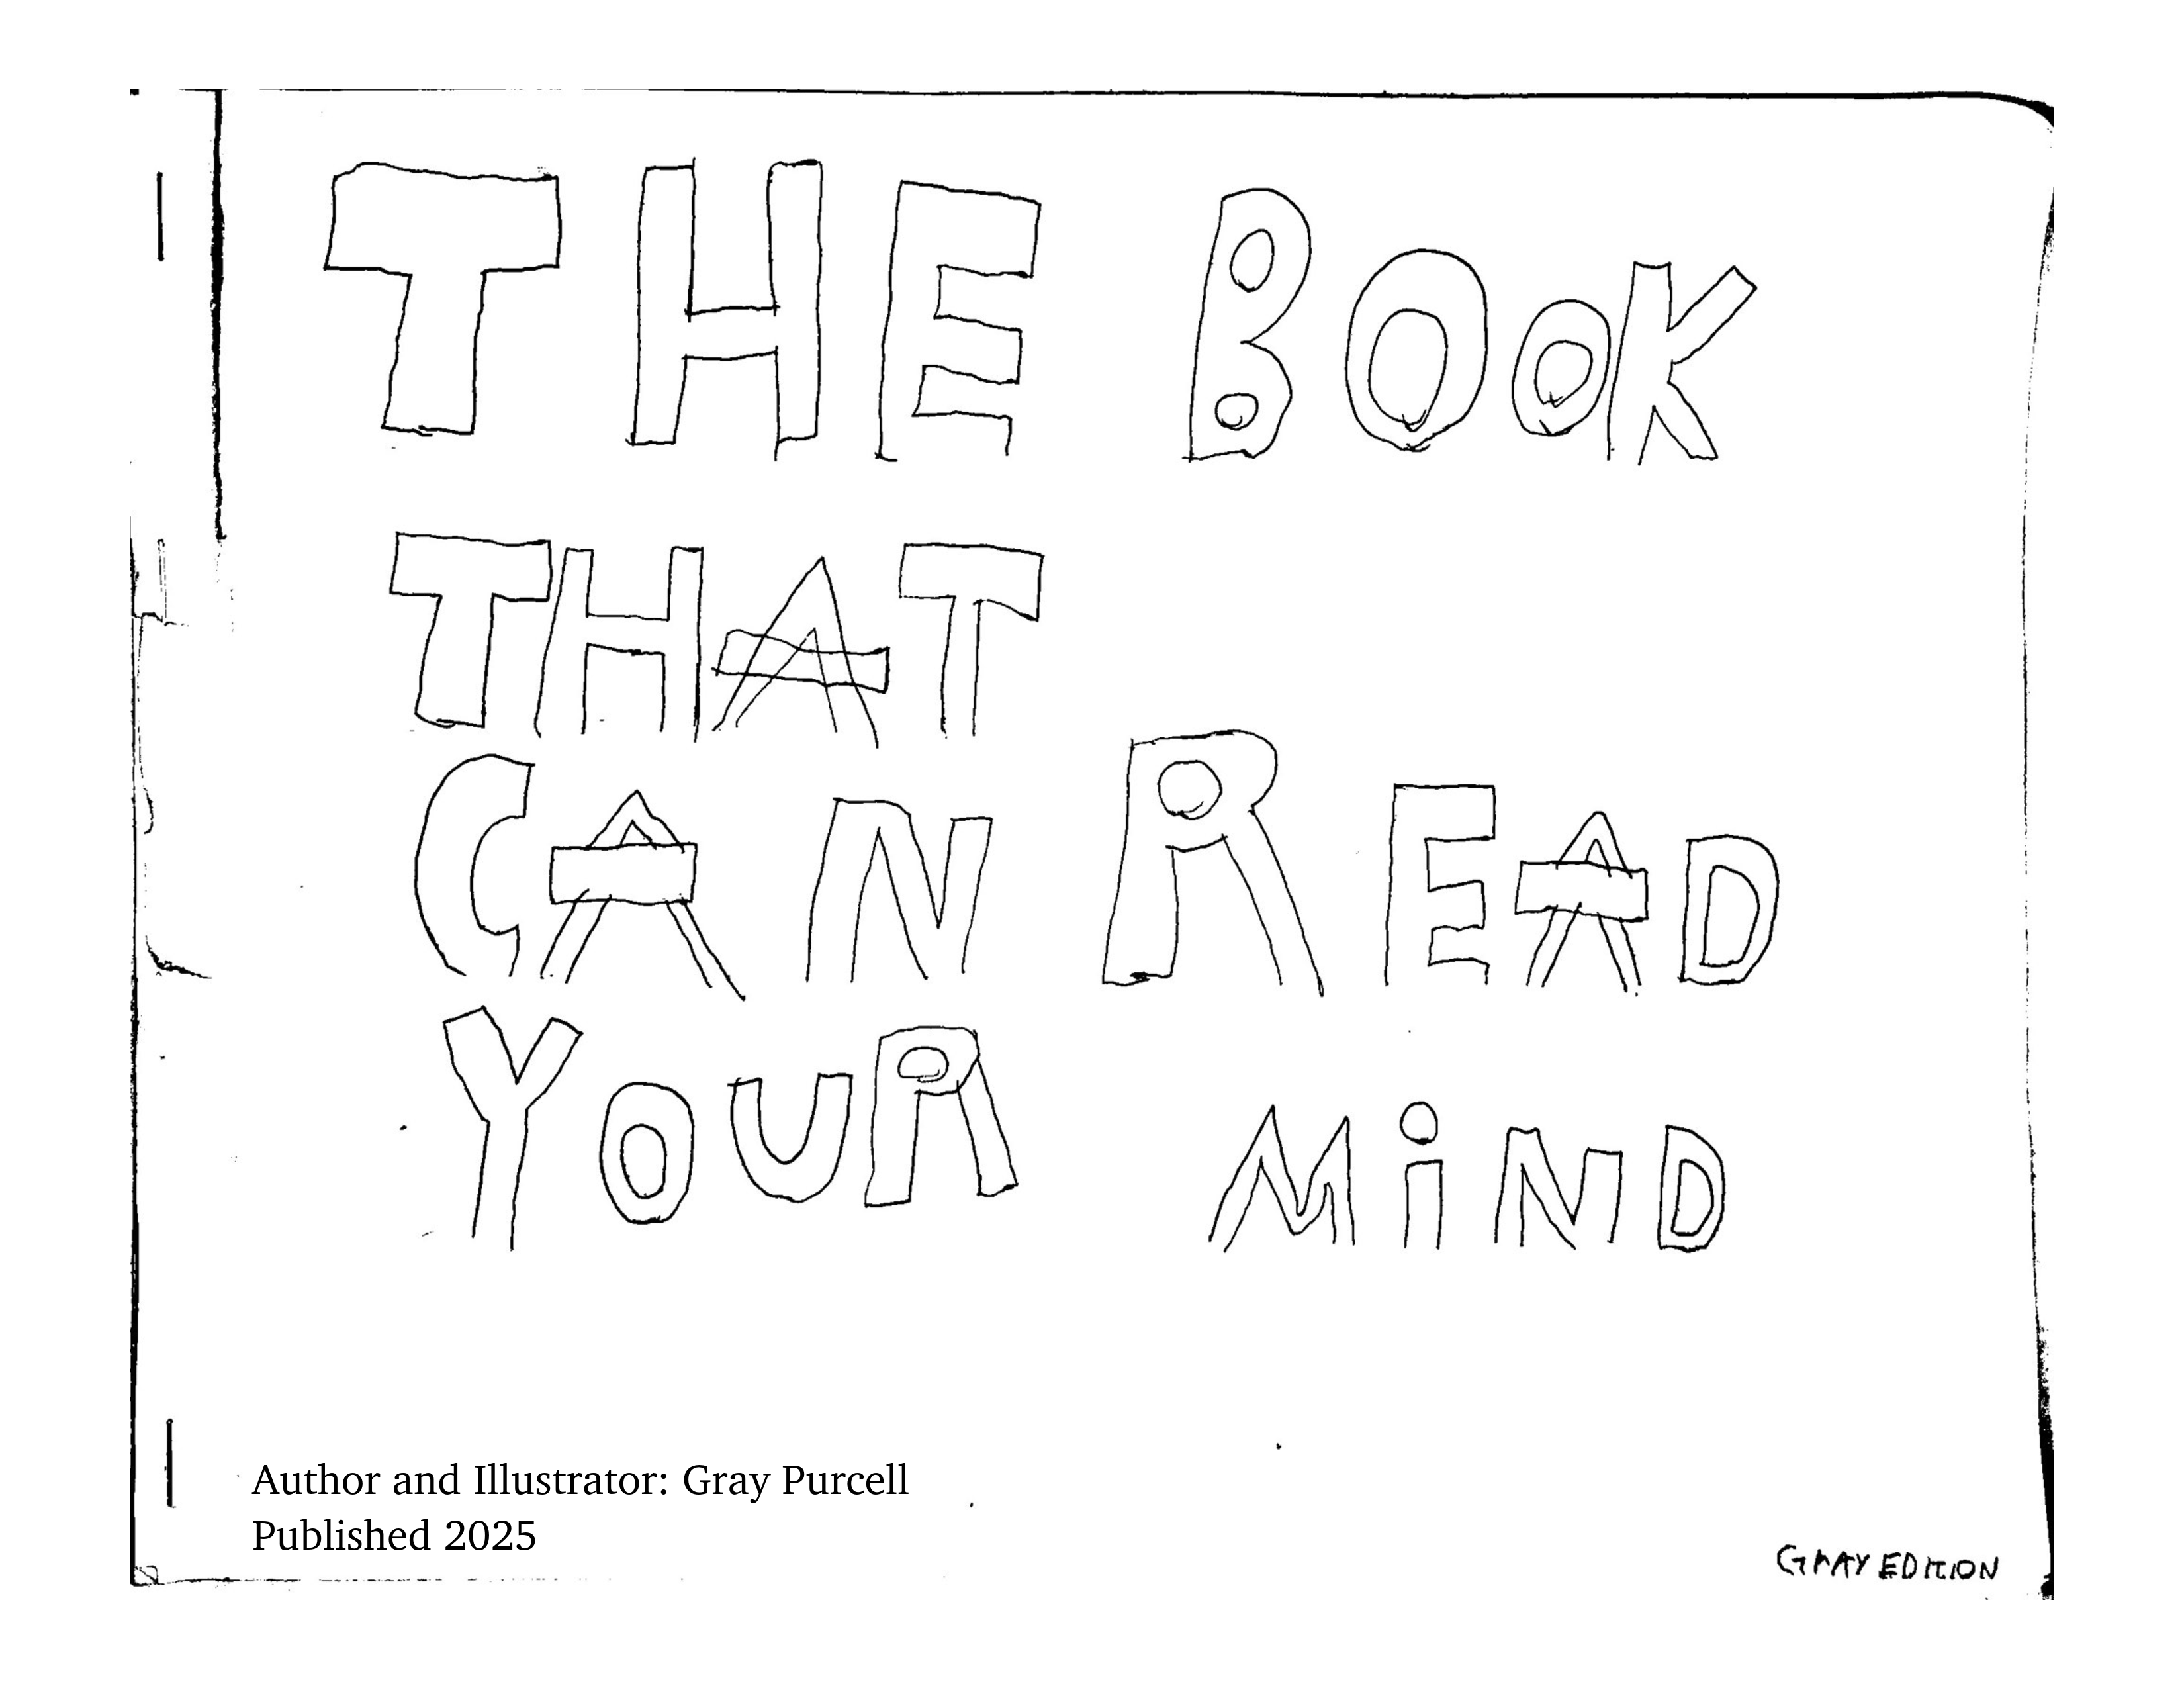 THE BOOK
THAT
CAN READ
YOUR MiND
Author and Illustrator: Gray Purcell
Published 2025
GRAY EDITION